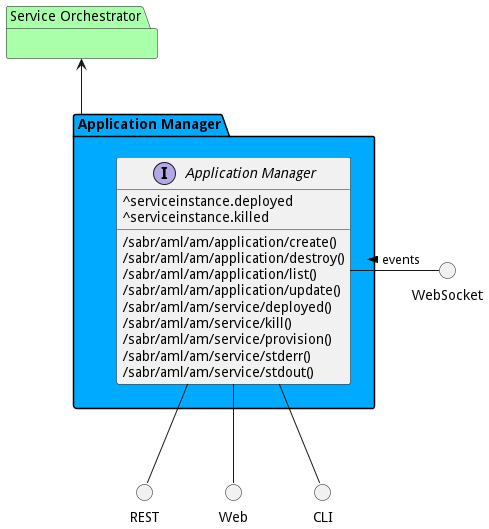 Service Orchestrator
Application Manager
I Application Manager
^serviceinstance.deployed
^serviceinstance.killed
/sabr/aml/am/application/create()
/sabr/aml/am/application/destroy()
/sabr/aml/am/application/list()
/sabr/aml/am/application/update()
/sabr/aml/am/service/deployed()
/sabr/aml/am/service/kill()
/sabr/aml/am/service/provision()
/sabr/aml/am/service/stderr()
/sabr/aml/am/service/stdout()
events
WebSocket
REST
Web
CLI